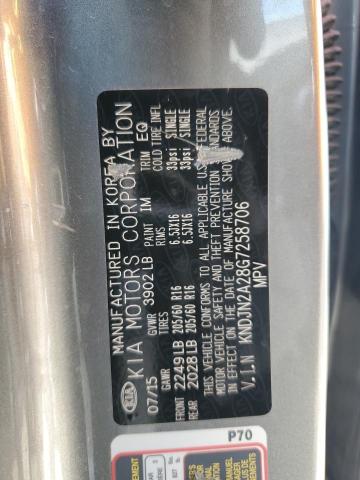 MANUFACTURED IN KOREA BY
KIA KIA MOTORS CORPORATION
07/15 GVWR 3902 LB PAINT IM TRIM EQ
GAWR COLD TIRE INFL
FRONT 2249 LB 205/60 R16 6.5JX16 33psi SINGLE
REAR 2028 LB 205/60 R16 6.5JX16 33psi SINGLE
THIS VEHICLE CONFORMS TO ALL APPLICABLE U.S. FEDERAL
MOTOR VEHICLE SAFETY AND THEFT PREVENTION STANDARDS
IN EFFECT ON THE DATE OF MANUFACTURE SHOWN ABOVE.
V.I.N KNDJN2A28G7258706
MPV
P70